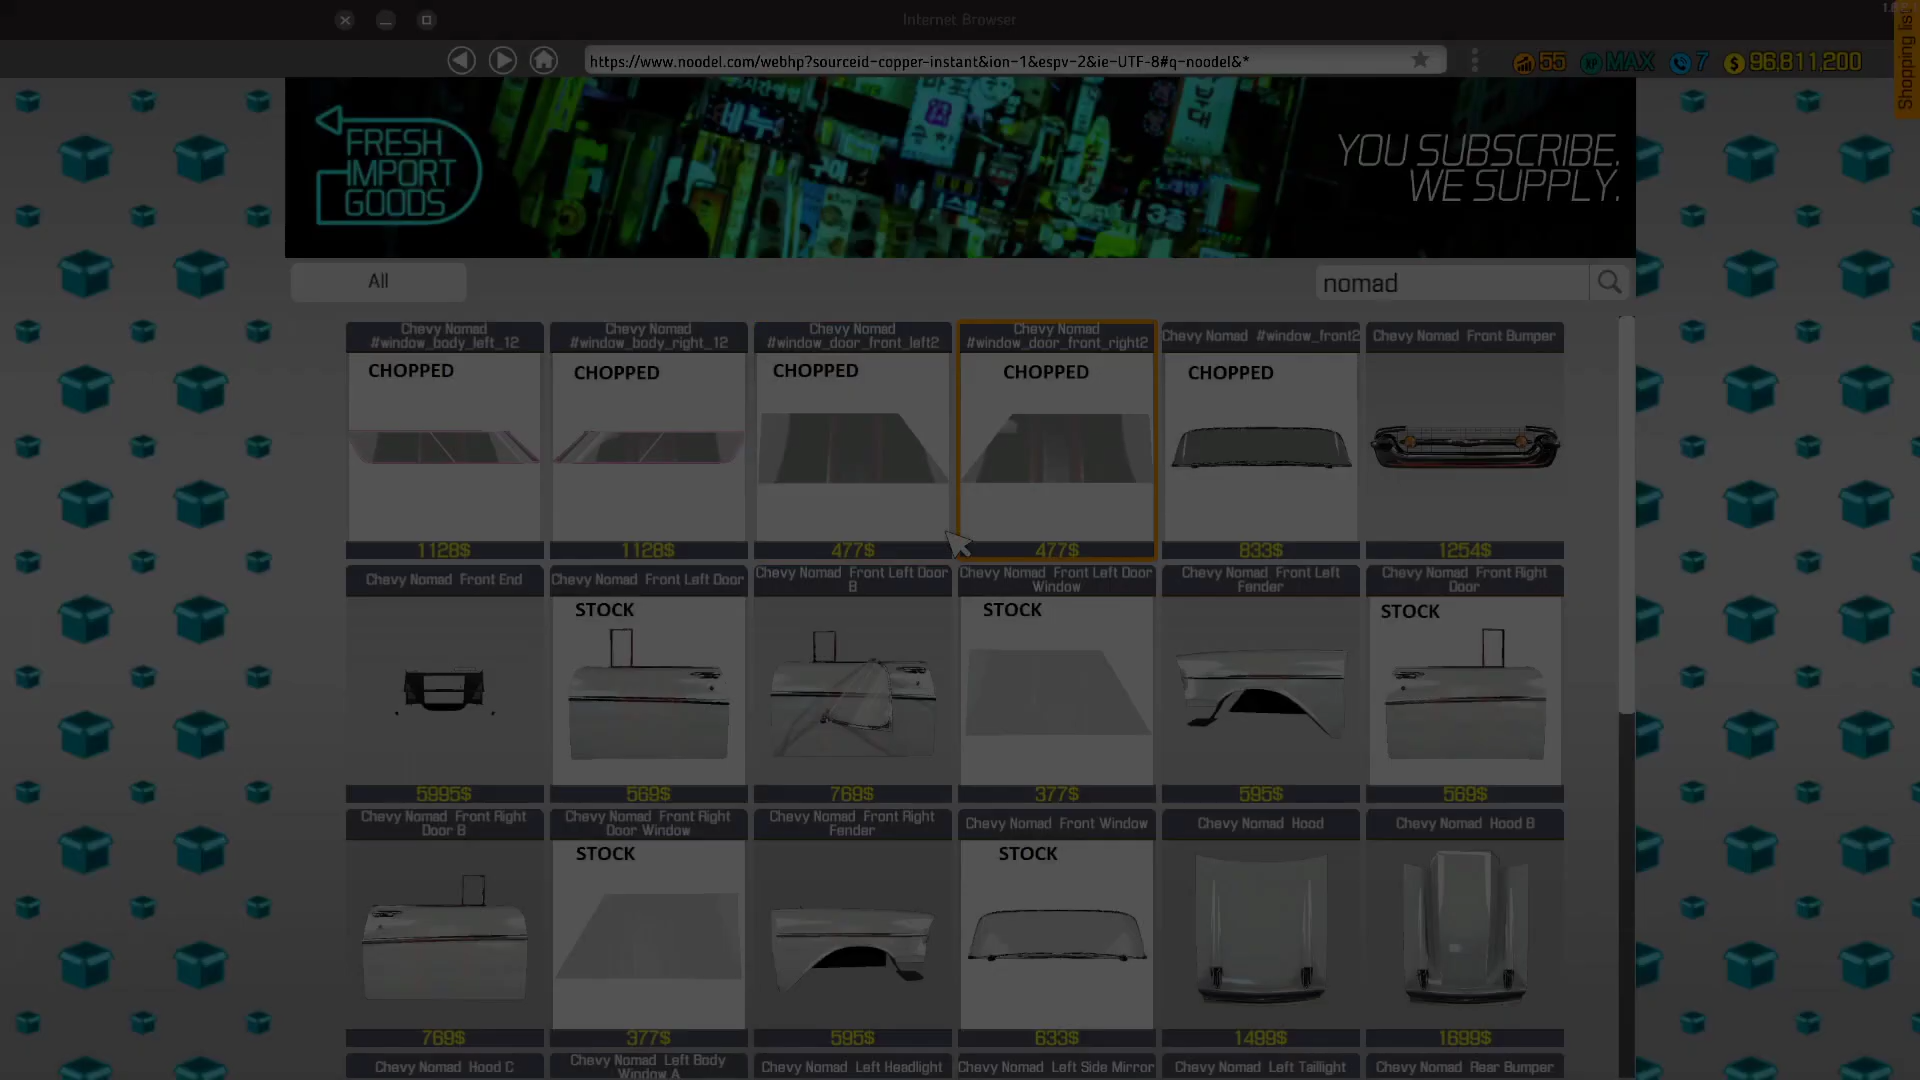 Internet Browser
Shopping list
https://www.noodel.com/webhp?sourceid-copper-instant&ion-1&espv-2&ie-UTF-8#q-noodel&*
55
MAX
7
96,811,200
FRESH
IMPORT
GOODS
YOU SUBSCRIBE.
WE SUPPLY.
All
nomad
Chevy Nomad
#window_body_left_12
CHOPPED
1128$
Chevy Nomad
#window_body_right_12
CHOPPED
1128$
Chevy Nomad
#window_door_front_left2
CHOPPED
477$
Chevy Nomad
#window_door_front_right2
CHOPPED
477$
Chevy Nomad #window_front2
CHOPPED
833$
Chevy Nomad Front Bumper
1254$
Chevy Nomad Front End
5995$
Chevy Nomad Front Left Door
STOCK
569$
Chevy Nomad Front Left Door
B
769$
Chevy Nomad Front Left Door
Window
STOCK
377$
Chevy Nomad Front Left
Fender
595$
Chevy Nomad Front Right
Door
STOCK
569$
Chevy Nomad Front Right
Door B
769$
Chevy Nomad Front Right
Door Window
STOCK
377$
Chevy Nomad Front Right
Fender
595$
Chevy Nomad Front Window
STOCK
633$
Chevy Nomad Hood
1499$
Chevy Nomad Hood B
1699$
Chevy Nomad Hood C
Chevy Nomad Left Body
Window A
Chevy Nomad Left Headlight
Chevy Nomad Left Side Mirror
Chevy Nomad Left Taillight
Chevy Nomad Rear Bumper